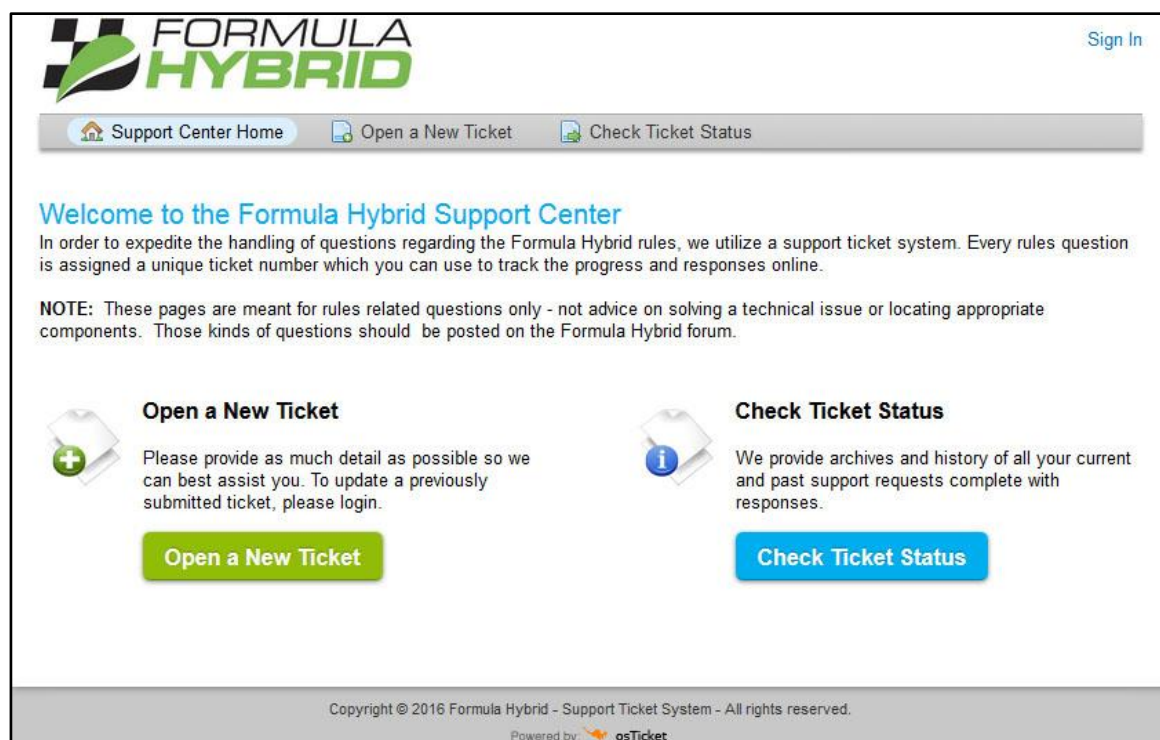 FORMULA
HYBRID
Sign In
Support Center Home
Open a New Ticket
Check Ticket Status
Welcome to the Formula Hybrid Support Center
In order to expedite the handling of questions regarding the Formula Hybrid rules, we utilize a support ticket system. Every rules question
is assigned a unique ticket number which you can use to track the progress and responses online.
NOTE: These pages are meant for rules related questions only - not advice on solving a technical issue or locating appropriate
components. Those kinds of questions should be posted on the Formula Hybrid forum.
Open a New Ticket
Please provide as much detail as possible so we
can best assist you. To update a previously
submitted ticket, please login.
Open a New Ticket
Check Ticket Status
We provide archives and history of all your current
and past support requests complete with
responses.
Check Ticket Status
Copyright © 2016 Formula Hybrid - Support Ticket System - All rights reserved.
Powered by: osTicket